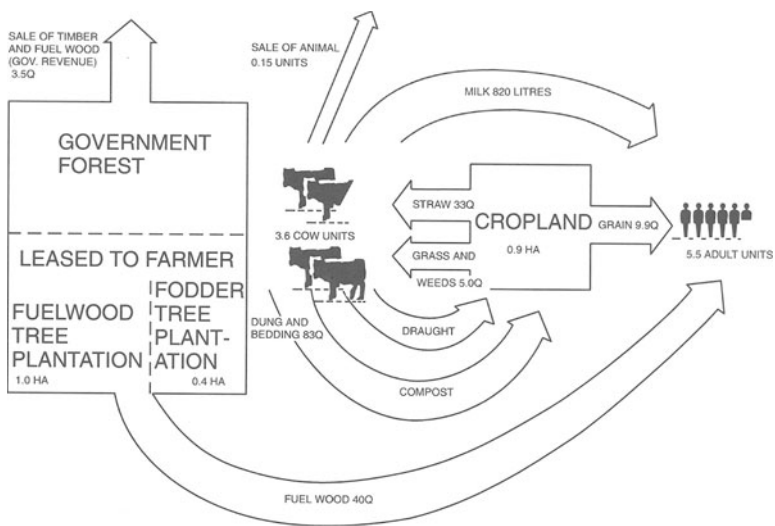 SALE OF TIMBER
AND FUEL WOOD
(GOV. REVENUE)
3.5Q
SALE OF ANIMAL
0.15 UNITS
MILK 820 LITRES
GOVERNMENT
FOREST
LEASED TO FARMER
FUELWOOD
TREE
PLANTATION
1.0 HA
FODDER
TREE
PLANT-
ATION
0.4 HA
3.6 COW UNITS
STRAW 33Q
GRASS AND
WEEDS 5.0Q
CROPLAND
0.9 HA
GRAIN 9.9Q
5.5 ADULT UNITS
DUNG AND
BEDDING 83Q
DRAUGHT
COMPOST
FUEL WOOD 40Q